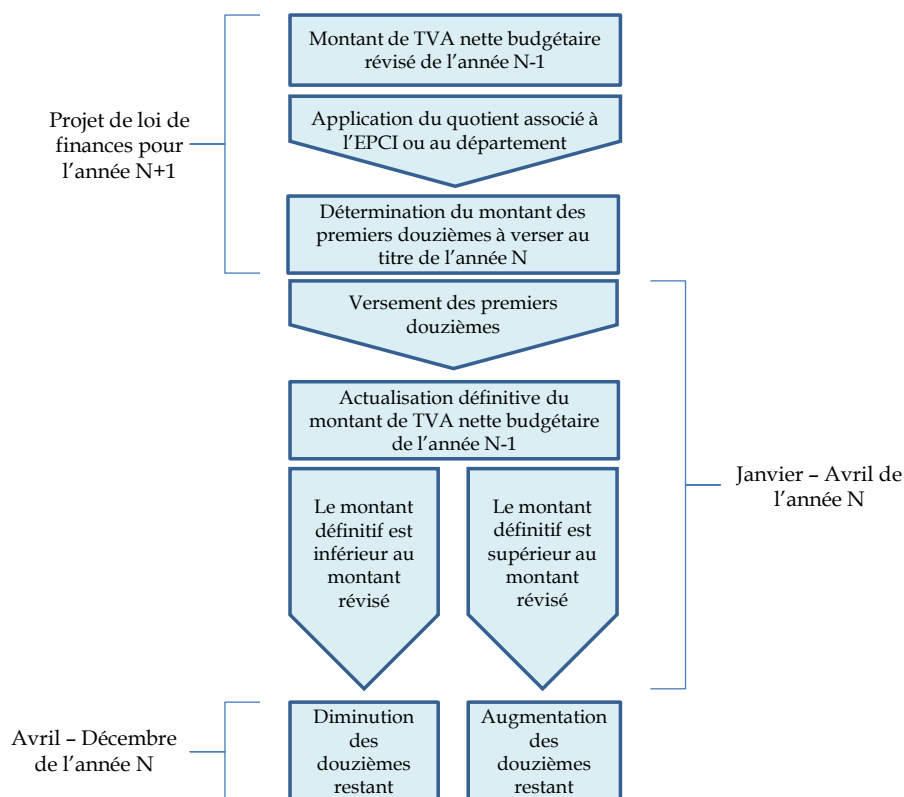 Montant de TVA nette budgétaire
révisé de l'année N-1
Projet de loi de
finances pour
l'année N+1
Application du quotient associé à
l'EPCI ou au département
Détermination du montant des
premiers douzièmes à verser au
titre de l'année N
Versement des premiers
douzièmes
Actualisation définitive du
montant de TVA nette budgétaire
de l'année N-1
Janvier – Avril de
l'année N
Le montant
définitif est
inférieur au
montant
révisé
Le montant
définitif est
supérieur au
montant
révisé
Avril – Décembre
de l'année N
Diminution
des
douzièmes
restant
Augmentation
des
douzièmes
restant